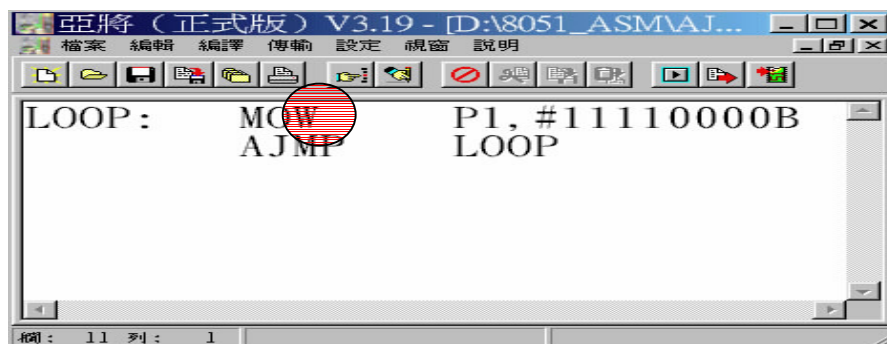 亞將（正式版）V3.19 - [D:\8051_ASM\AJ...
檔案 編輯 編譯 傳輸 設定 視窗 說明
LOOP: MOW P1,#11110000B
AJMP LOOP
欄: 11 列: 1